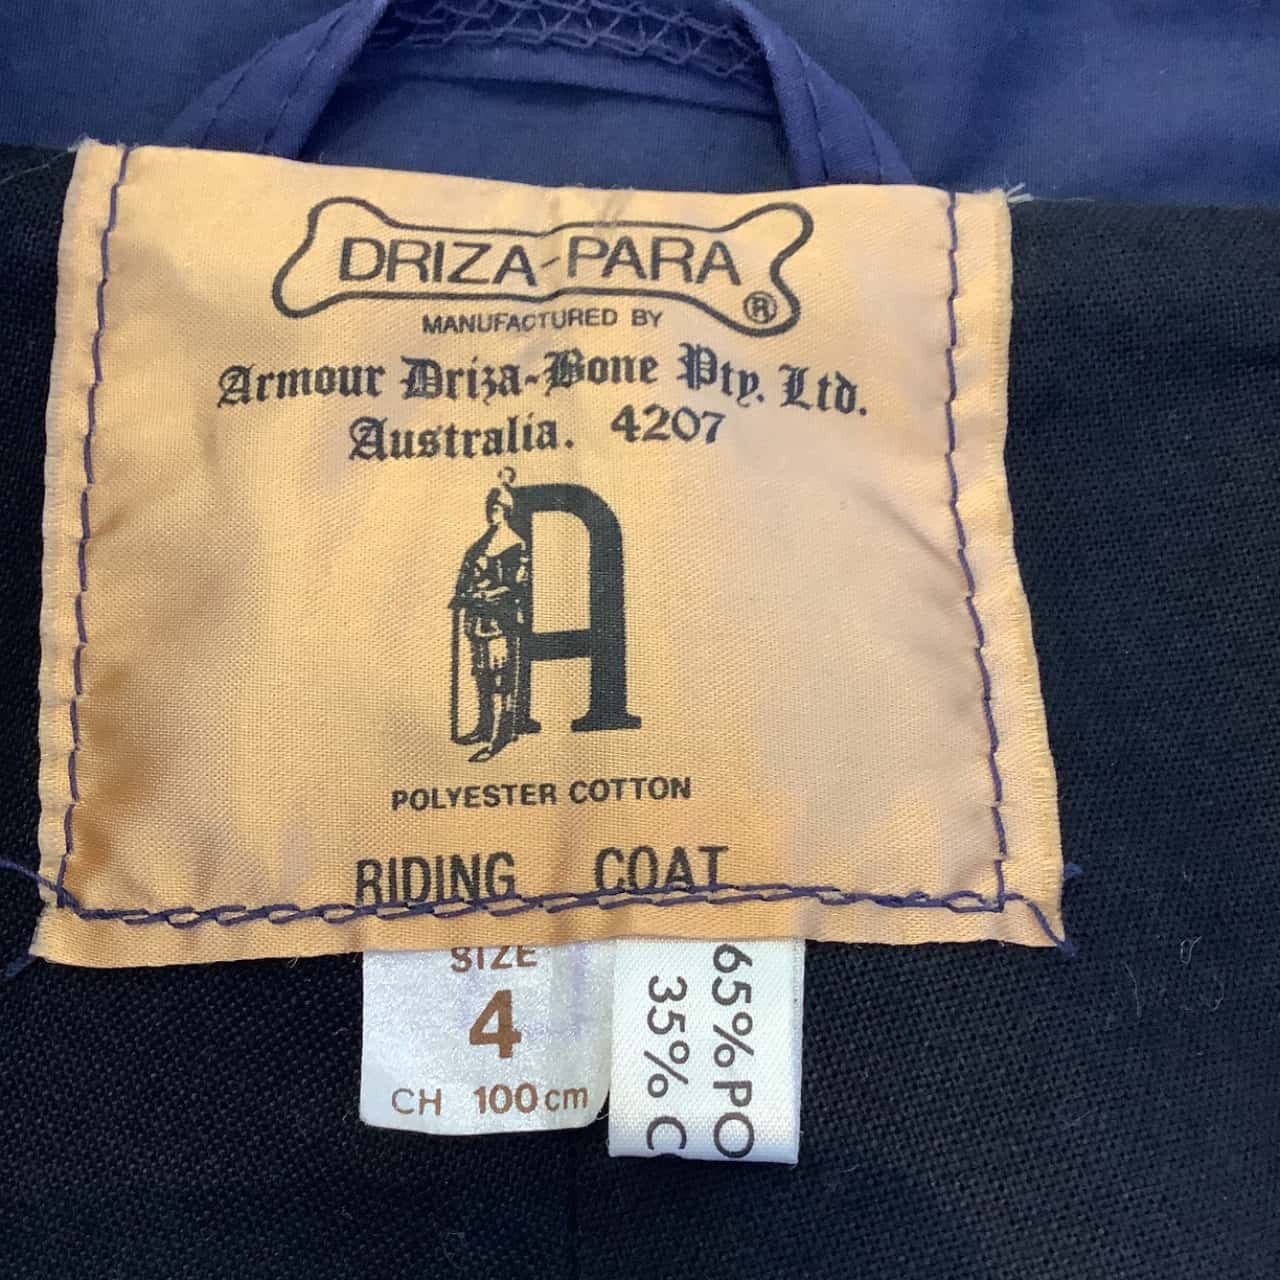 DRIZA-PARA ®
MANUFACTURED BY
Armour Driza-Bone Pty. Ltd.
Australia. 4207
A
POLYESTER COTTON
RIDING COAT
SIZE
4
CH 100cm
65% PO
35% C